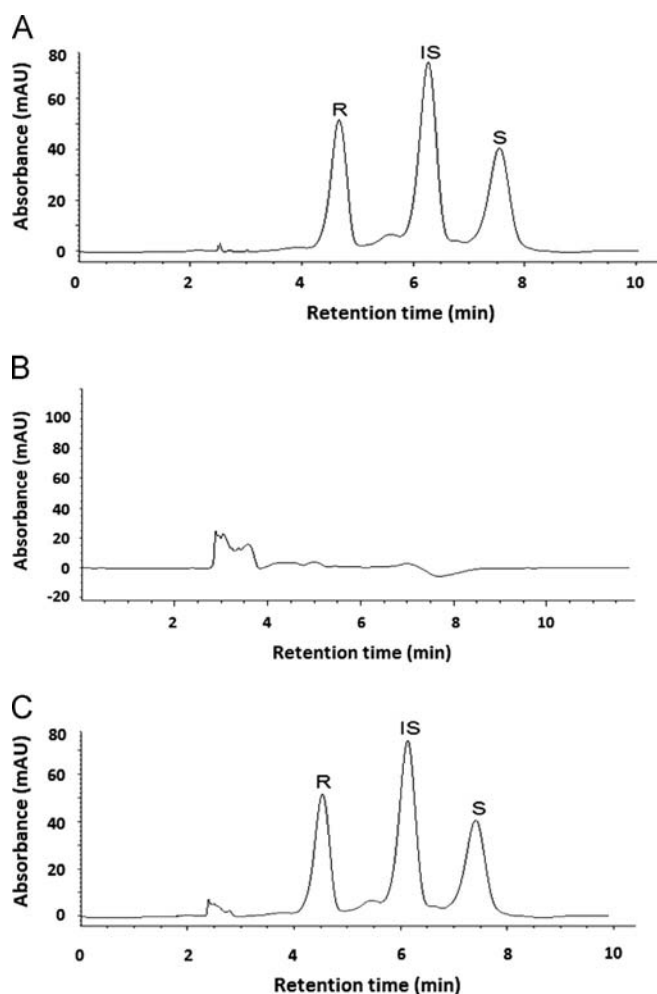 A
Absorbance (mAU)
80
60
40
20
0
R
IS
S
0 2 4 6 8 10
Retention time (min)
B
Absorbance (mAU)
100
80
60
40
20
0
-20
2 4 6 8 10
Retention time (min)
C
Absorbance (mAU)
80
60
40
20
0
R
IS
S
0 2 4 6 8 10
Retention time (min)